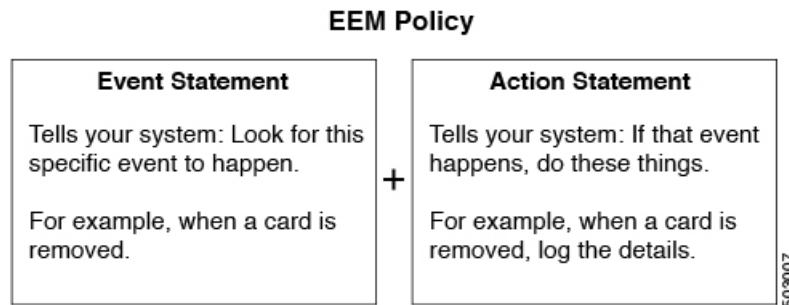 EEM Policy
Event Statement
Tells your system: Look for this
specific event to happen.
For example, when a card is
removed.
+
Action Statement
Tells your system: If that event
happens, do these things.
For example, when a card is
removed, log the details.